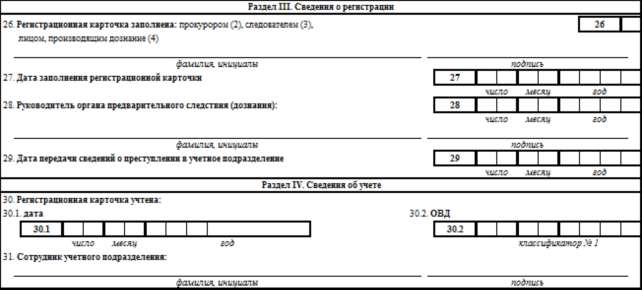 Раздел III. Сведения о регистрации
26. Регистрационная карточка заполнена: прокурором (2), следователем (3), 26
лицом, производящим дознание (4)
фамилия, инициалы подпись
27. Дата заполнения регистрационной карточки 27
число месяц год
28. Руководитель органа предварительного следствия (дознания): 28
число месяц год
фамилия, инициалы подпись
29. Дата передачи сведений о преступлении в учетное подразделение 29
число месяц год
Раздел IV. Сведения об учете
30. Регистрационная карточка учтена:
30.1. дата 30.2. ОВД
30.1 30.2
число месяц год классификатор № 1
31. Сотрудник учетного подразделения:
фамилия, инициалы подпись